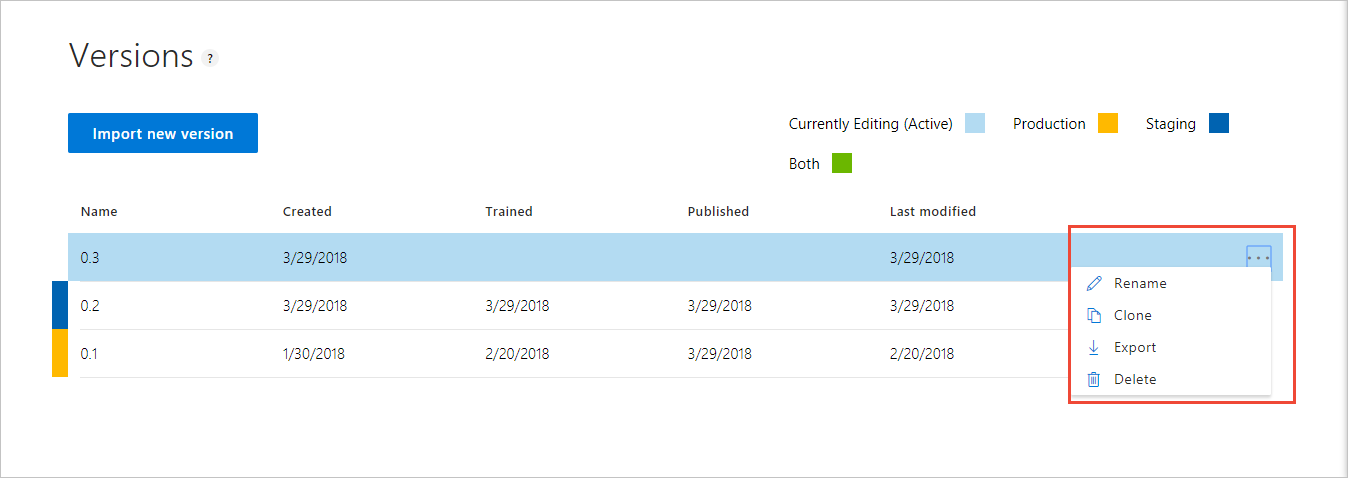 Versions ?
Import new version
Currently Editing (Active) Production Staging
Both
Name Created Trained Published Last modified
0.3 3/29/2018 3/29/2018 ...
0.2 3/29/2018 3/29/2018 3/29/2018 3/29/2018
0.1 1/30/2018 2/20/2018 3/29/2018 2/20/2018
Rename
Clone
Export
Delete